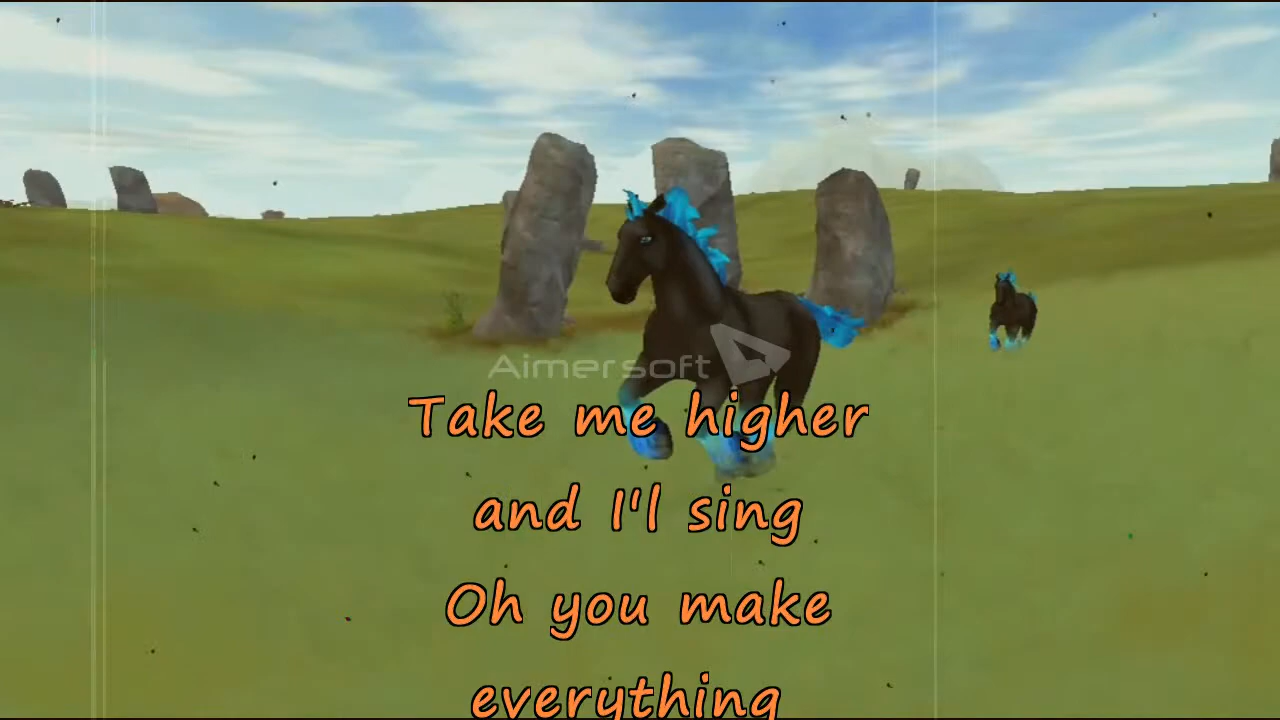 Aimersoft
Take me higher
and I'l sing
Oh you make
everything